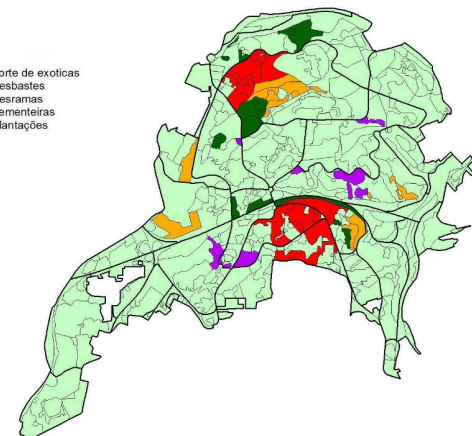 orte de exoticas
esbastes
esramas
ementeiras
lantações